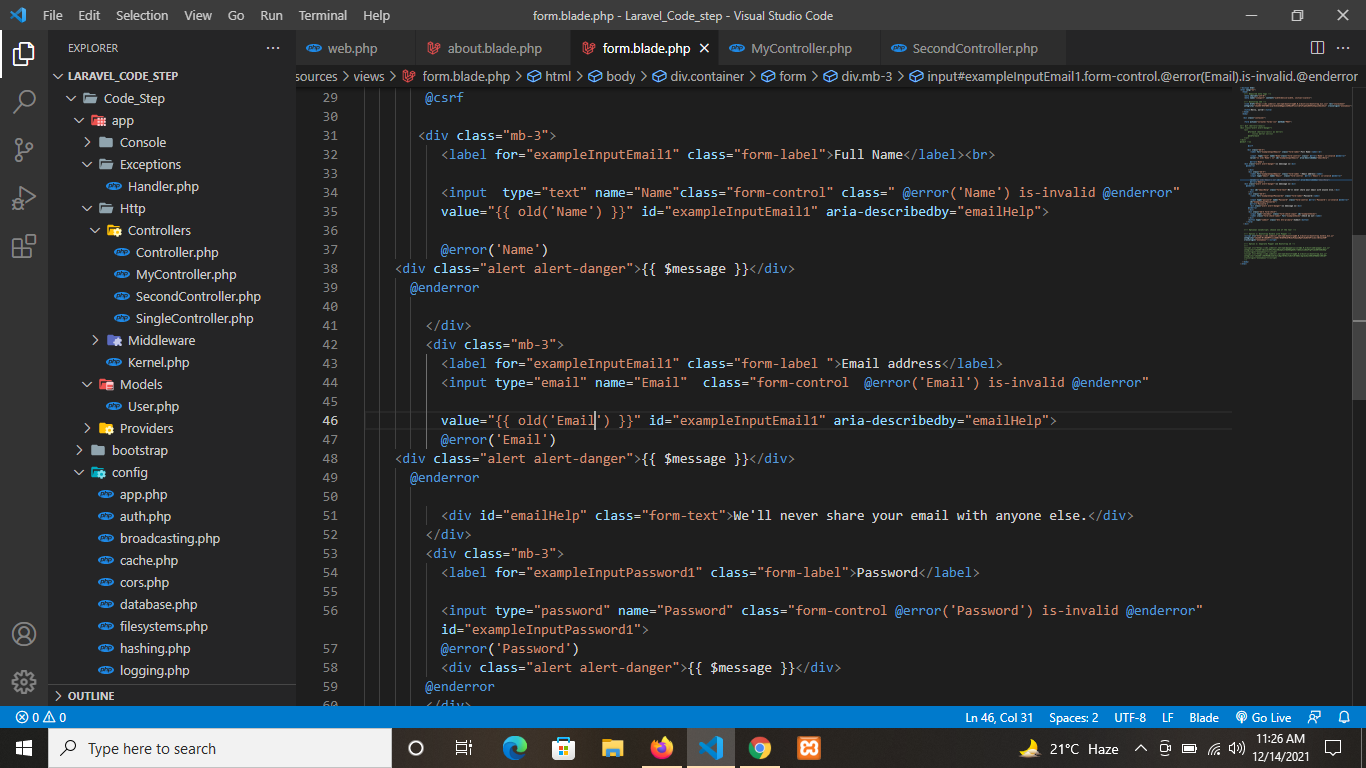 File Edit Selection View Go Run Terminal Help form.blade.php - Laravel_Code_step - Visual Studio Code
EXPLORER
web.php about.blade.php form.blade.php MyController.php SecondController.php
sources > views > form.blade.php > html > body > div.container > form > div.mb-3 > input#exampleInputEmail1.form-control.@error(Email).is-invalid.@enderror
LARAVEL_CODE_STEP
Code_Step
app
Console
Exceptions
Handler.php
Http
Controllers
Controller.php
MyController.php
SecondController.php
SingleController.php
Middleware
Kernel.php
Models
User.php
Providers
bootstrap
config
app.php
auth.php
broadcasting.php
cache.php
cors.php
database.php
filesystems.php
hashing.php
logging.php
OUTLINE
29 @csrf
30
31 <div class="mb-3">
32 <label for="exampleInputEmail1" class="form-label">Full Name</label><br>
33
34 <input  type="text" name="Name"class="form-control" class=" @error('Name') is-invalid @enderror"
35 value="{{ old('Name') }}" id="exampleInputEmail1" aria-describedby="emailHelp">
36
37 @error('Name')
38 <div class="alert alert-danger">{{ $message }}</div>
39 @enderror
40
41 </div>
42 <div class="mb-3">
43 <label for="exampleInputEmail1" class="form-label ">Email address</label>
44 <input type="email" name="Email"  class="form-control  @error('Email') is-invalid @enderror"
45
46 value="{{ old('Email') }}" id="exampleInputEmail1" aria-describedby="emailHelp">
47 @error('Email')
48 <div class="alert alert-danger">{{ $message }}</div>
49 @enderror
50
51 <div id="emailHelp" class="form-text">We'll never share your email with anyone else.</div>
52 </div>
53 <div class="mb-3">
54 <label for="exampleInputPassword1" class="form-label">Password</label>
55
56 <input type="password" name="Password" class="form-control @error('Password') is-invalid @enderror"
id="exampleInputPassword1">
57 @error('Password')
58 <div class="alert alert-danger">{{ $message }}</div>
59 @enderror
60 </div>
0 0 Ln 46, Col 31 Spaces: 2 UTF-8 LF Blade Go Live
Type here to search
21°C Haze
11:26 AM
12/14/2021